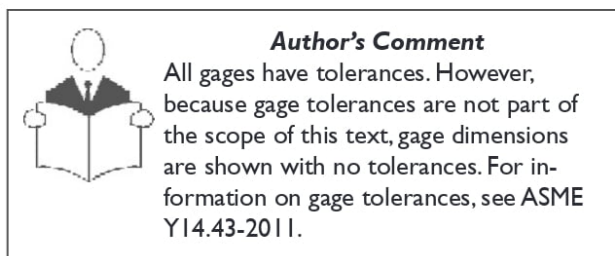 Author's Comment
All gages have tolerances. However,
because gage tolerances are not part of
the scope of this text, gage dimensions
are shown with no tolerances. For in-
formation on gage tolerances, see ASME
Y14.43-2011.